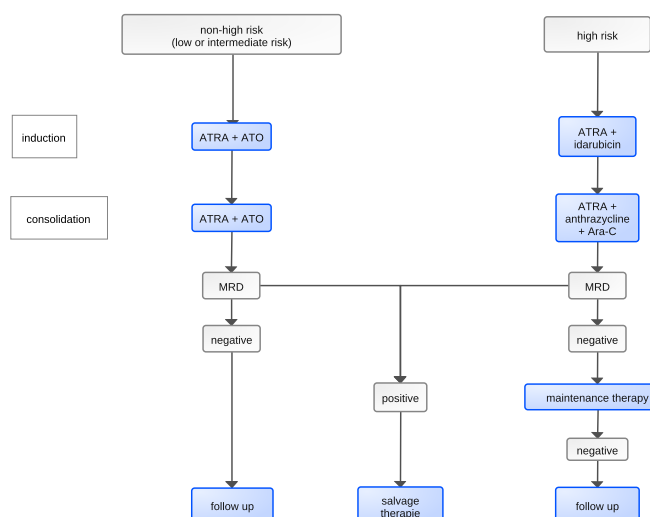 non-high risk
(low or intermediate risk)
high risk
induction
ATRA + ATO
ATRA +
idarubicin
consolidation
ATRA + ATO
ATRA +
anthrazycline
+ Ara-C
MRD
MRD
negative
negative
positive
maintenance therapy
negative
follow up
salvage
therapie
follow up